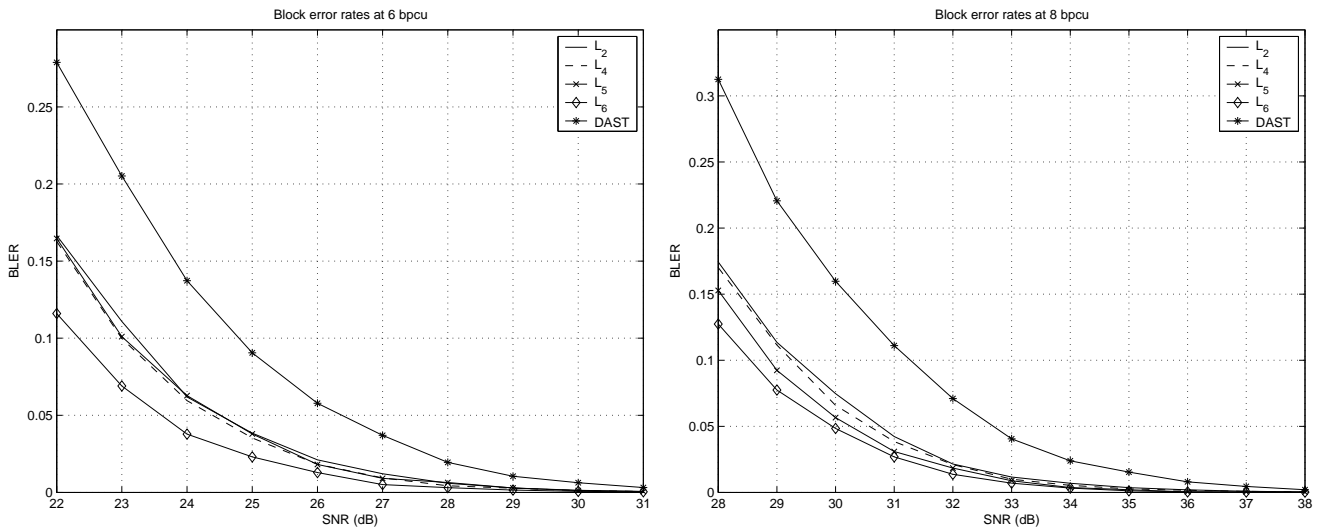 Block error rates at 6 bpcu
BLER
0.25
0.2
0.15
0.1
0.05
0
22 23 24 25 26 27 28 29 30 31
SNR (dB)
L2
L4
L5
L6
DAST
Block error rates at 8 bpcu
BLER
0.3
0.25
0.2
0.15
0.1
0.05
0
28 29 30 31 32 33 34 35 36 37 38
SNR (dB)
L2
L4
L5
L6
DAST